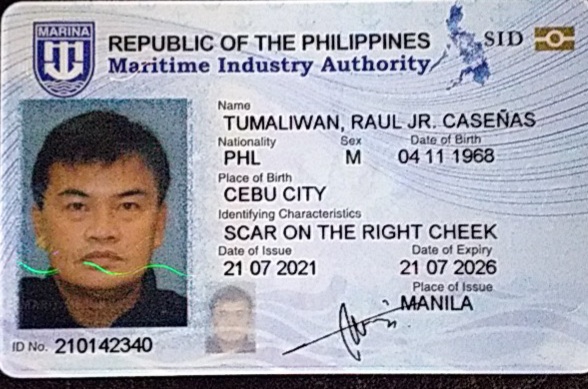 MARINA
REPUBLIC OF THE PHILIPPINES
Maritime Industry Authority
SID
Name
TUMALIWAN, RAUL JR. CASEÑAS
Nationality Sex Date of Birth
PHL M 04 11 1968
Place of Birth
CEBU CITY
Identifying Characteristics
SCAR ON THE RIGHT CHEEK
Date of Issue Date of Expiry
21 07 2021 21 07 2026
Place of Issue
MANILA
ID No. 210142340